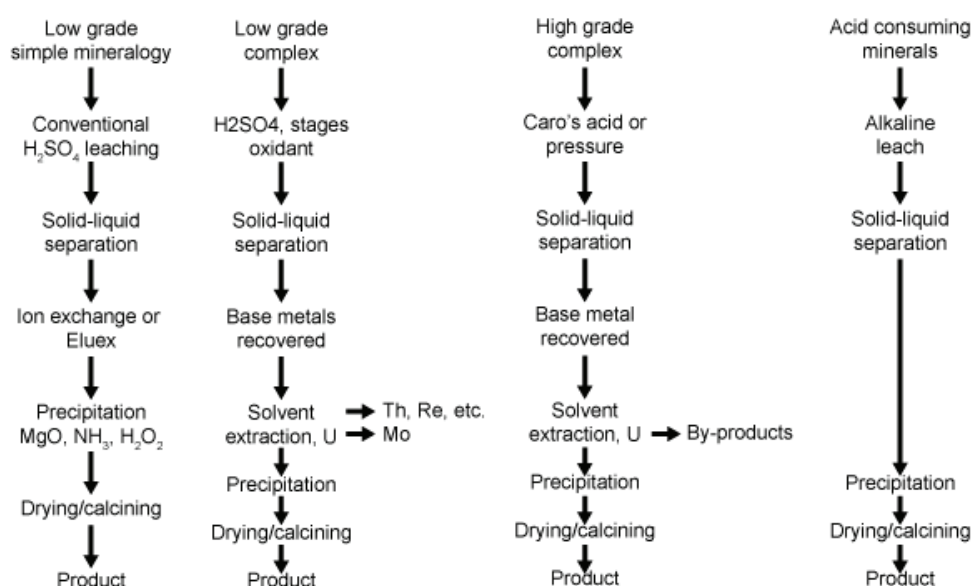 Low grade
simple mineralogy
Conventional
H₂SO₄ leaching
Solid-liquid
separation
Ion exchange or
Eluex
Precipitation
MgO, NH₃, H₂O₂
Drying/calcining
Product
Low grade
complex
H2SO4, stages
oxidant
Solid-liquid
separation
Base metals
recovered
Solvent
extraction, U
Th, Re, etc.
Mo
Precipitation
Drying/calcining
Product
High grade
complex
Caro's acid or
pressure
Solid-liquid
separation
Base metal
recovered
Solvent
extraction, U
By-products
Precipitation
Drying/calcining
Product
Acid consuming
minerals
Alkaline
leach
Solid-liquid
separation
Precipitation
Drying/calcining
Product